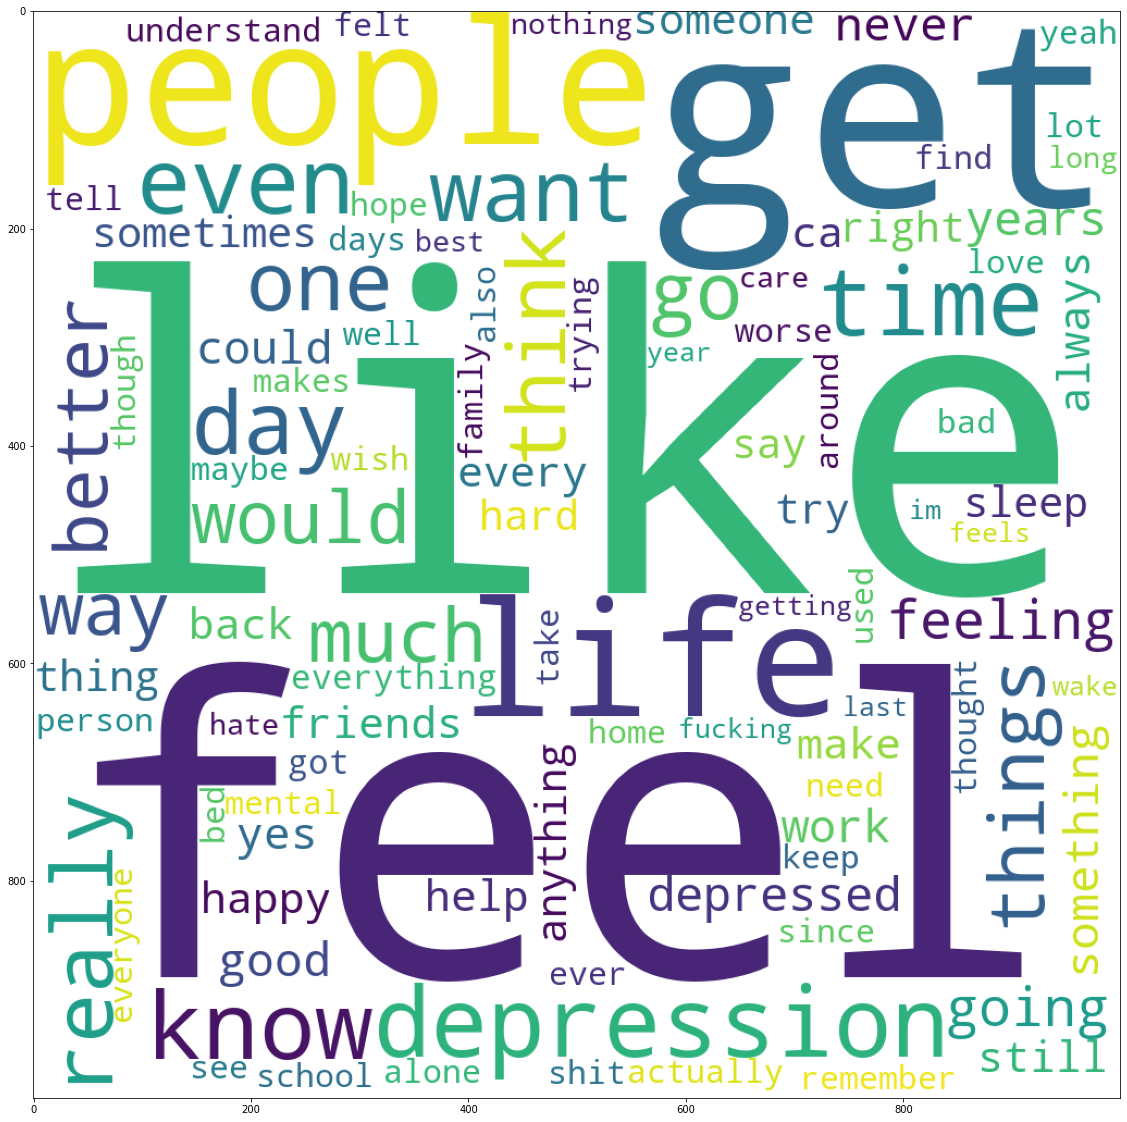 0
understand felt nothing someone never yeah
people get
lot
find long
even want
tell hope
200
sometimes days best think ca right years
one also trying go care time love always
better could well worse
though makes family year around
like
day
400
maybe wish every say bad
would hard try im sleep
feels
way back much life getting used feeling
take
600
thing everything things wake
person hate friends home fucking last thought
feel
got make something
bed mental anything need
really yes work
keep
800
everyone happy help depressed
since
good ever
know depression going
still
see school alone shit actually remember
0 200 400 600 800